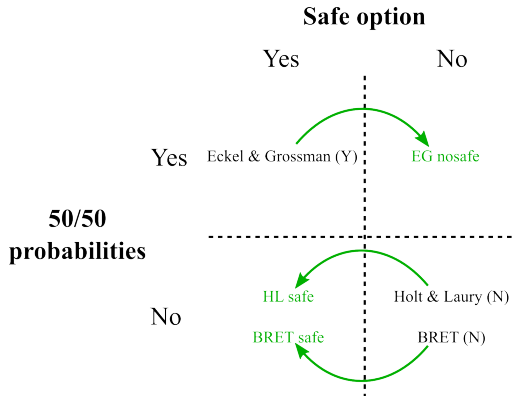 Safe option
Yes No
Yes Eckel & Grossman (Y) EG nosafe
50/50
probabilities
HL safe Holt & Laury (N)
No
BRET safe BRET (N)